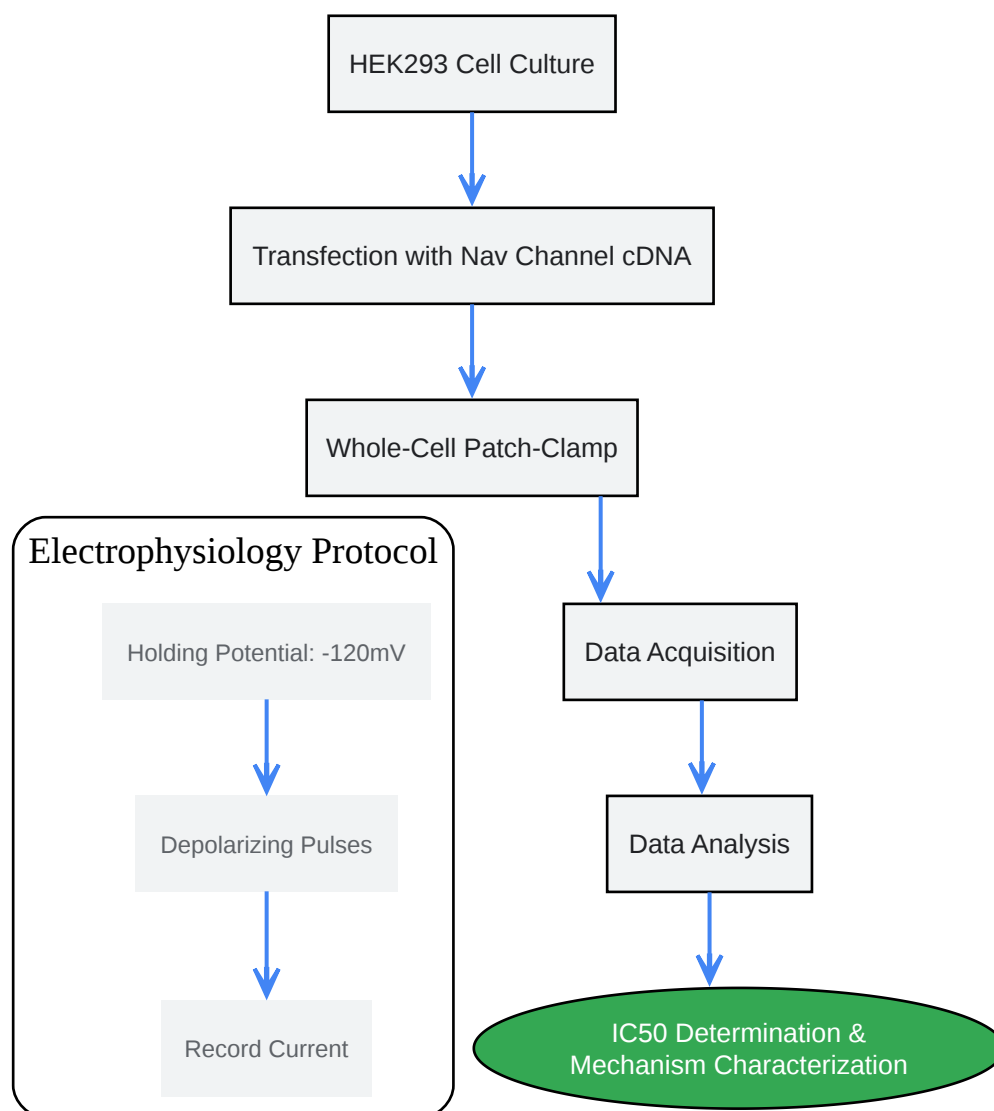 HEK293 Cell Culture
Transfection with Nav Channel cDNA
Whole-Cell Patch-Clamp
Electrophysiology Protocol
Holding Potential: -120mV
Depolarizing Pulses
Record Current
Data Acquisition
Data Analysis
IC50 Determination &
Mechanism Characterization